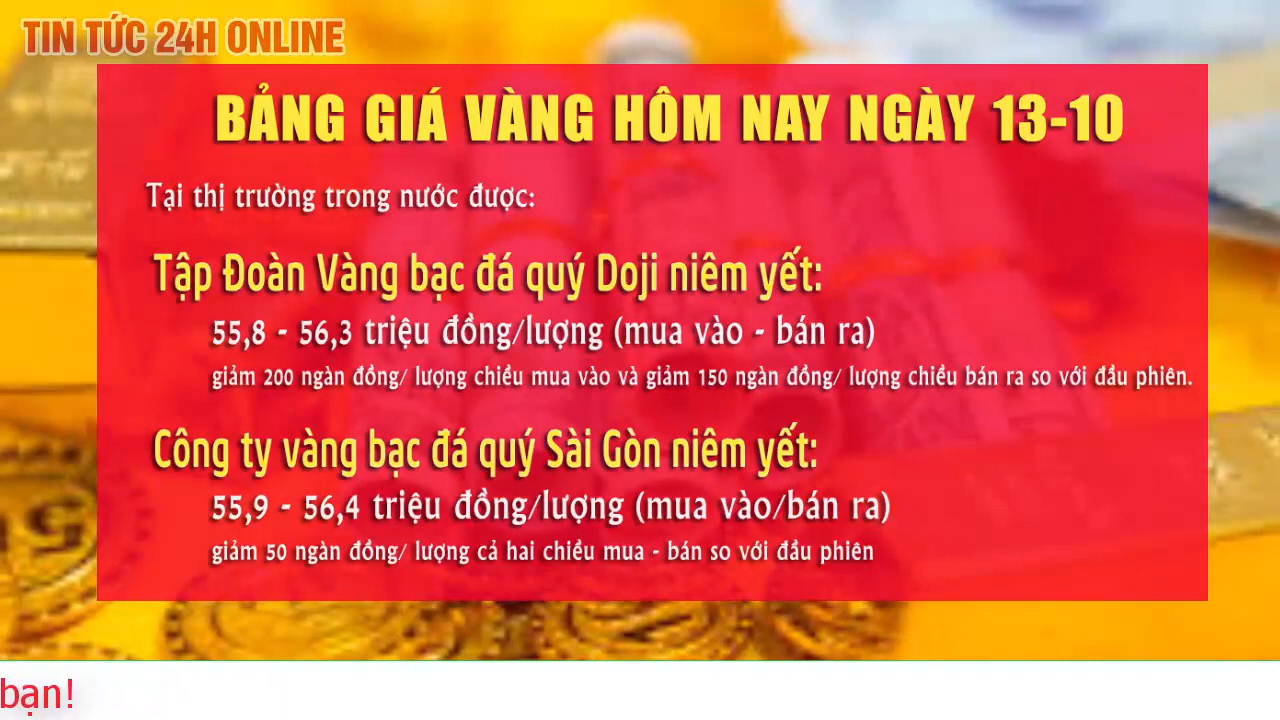 TIN TỨC 24H ONLINE
BẢNG GIÁ VÀNG HÔM NAY NGÀY 13-10
Tại thị trường trong nước được:
Tập Đoàn Vàng bạc đá quý Doji niêm yết:
55,8 - 56,3 triệu đồng/lượng (mua vào - bán ra)
giảm 200 ngàn đồng/ lượng chiều mua vào và giảm 150 ngàn đồng/ lượng chiều bán ra so với đầu phiên.
Công ty vàng bạc đá quý Sài Gòn niêm yết:
55,9 - 56,4 triệu đồng/lượng (mua vào/bán ra)
giảm 50 ngàn đồng/ lượng cả hai chiều mua - bán so với đầu phiên
bạn!